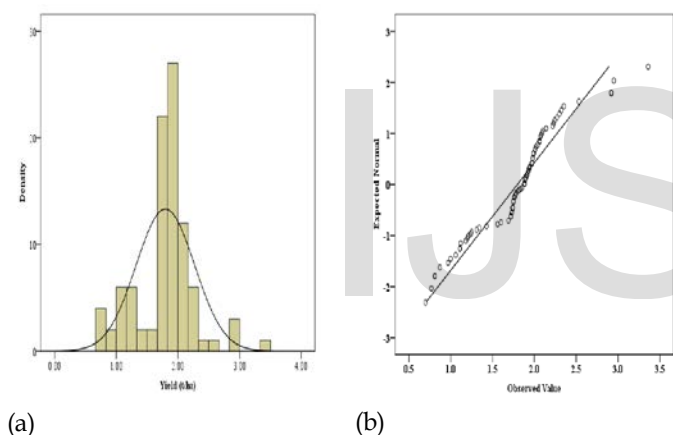 30
20
10
0
Density
0.00 1.00 2.00 3.00 4.00
Yield (t/ha)
(a)
3
2
1
0
-1
-2
-3
Expected Normal
0.5 1.0 1.5 2.0 2.5 3.0 3.5
Observed Value
(b)
IJS